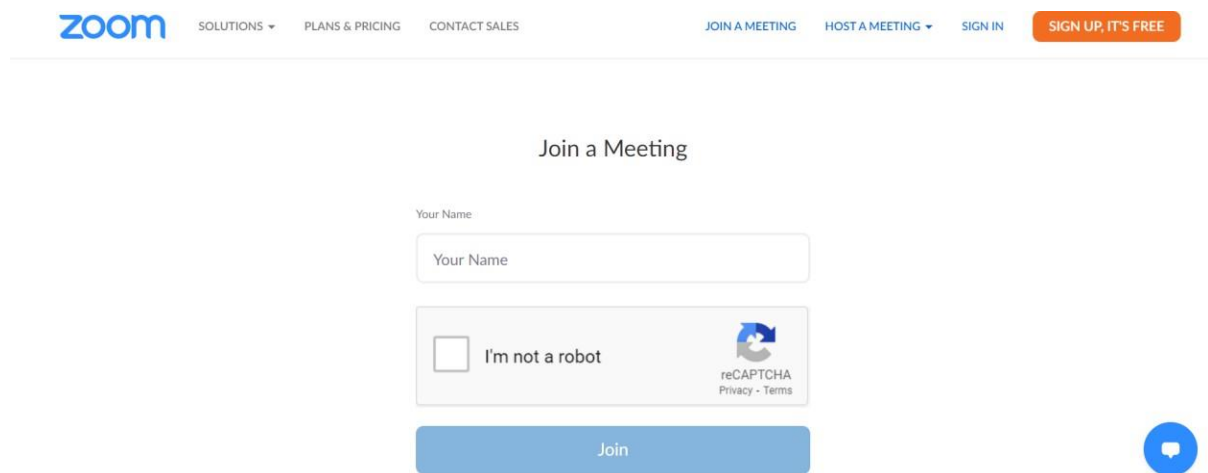 zoom SOLUTIONS PLANS & PRICING CONTACT SALES JOIN A MEETING HOST A MEETING SIGN IN SIGN UP, IT'S FREE
Join a Meeting
Your Name
Your Name
I'm not a robot
reCAPTCHA
Privacy - Terms
Join